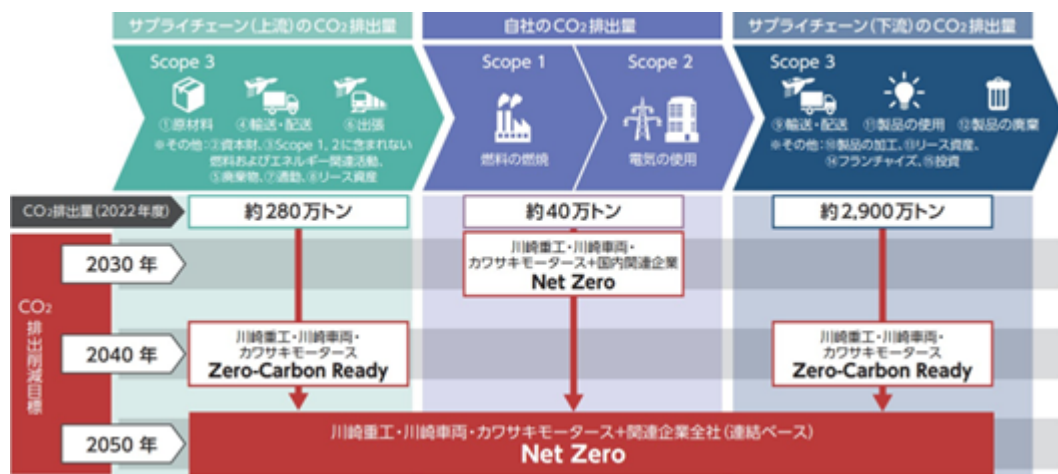 サプライチェーン(上流)のCO₂排出量
自社のCO₂排出量
サプライチェーン(下流)のCO₂排出量
Scope 3
①原材料
④輸送・配送
⑥出張
※その他:②資本財、③Scope 1, 2に含まれない
燃料およびエネルギー関連活動、
⑤廃棄物、⑦通勤、⑧リース資産
Scope 1
燃料の燃焼
Scope 2
電気の使用
Scope 3
⑨輸送・配送
⑪製品の使用
⑫製品の廃棄
※その他:⑩製品の加工、⑬リース資産、
⑭フランチャイズ、⑮投資
CO₂排出量(2022年度)
約280万トン
約40万トン
約2,900万トン
CO₂排出削減目標
2030年
川崎重工・川崎車両・
カワサキモータース+国内関連企業
Net Zero
2040年
川崎重工・川崎車両・
カワサキモータース
Zero-Carbon Ready
川崎重工・川崎車両・
カワサキモータース
Zero-Carbon Ready
2050年
川崎重工・川崎車両・カワサキモータース+関連企業全社(連結ベース)
Net Zero